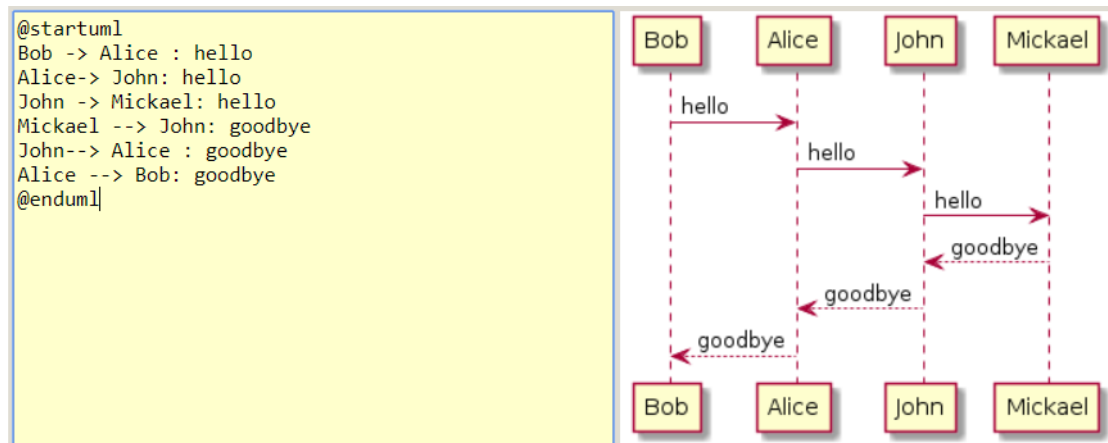 @startuml
Bob -> Alice : hello
Alice-> John: hello
John -> Mickael: hello
Mickael --> John: goodbye
John--> Alice : goodbye
Alice --> Bob: goodbye
@enduml
Bob Alice John Mickael
hello
hello
hello
goodbye
goodbye
goodbye
Bob Alice John Mickael